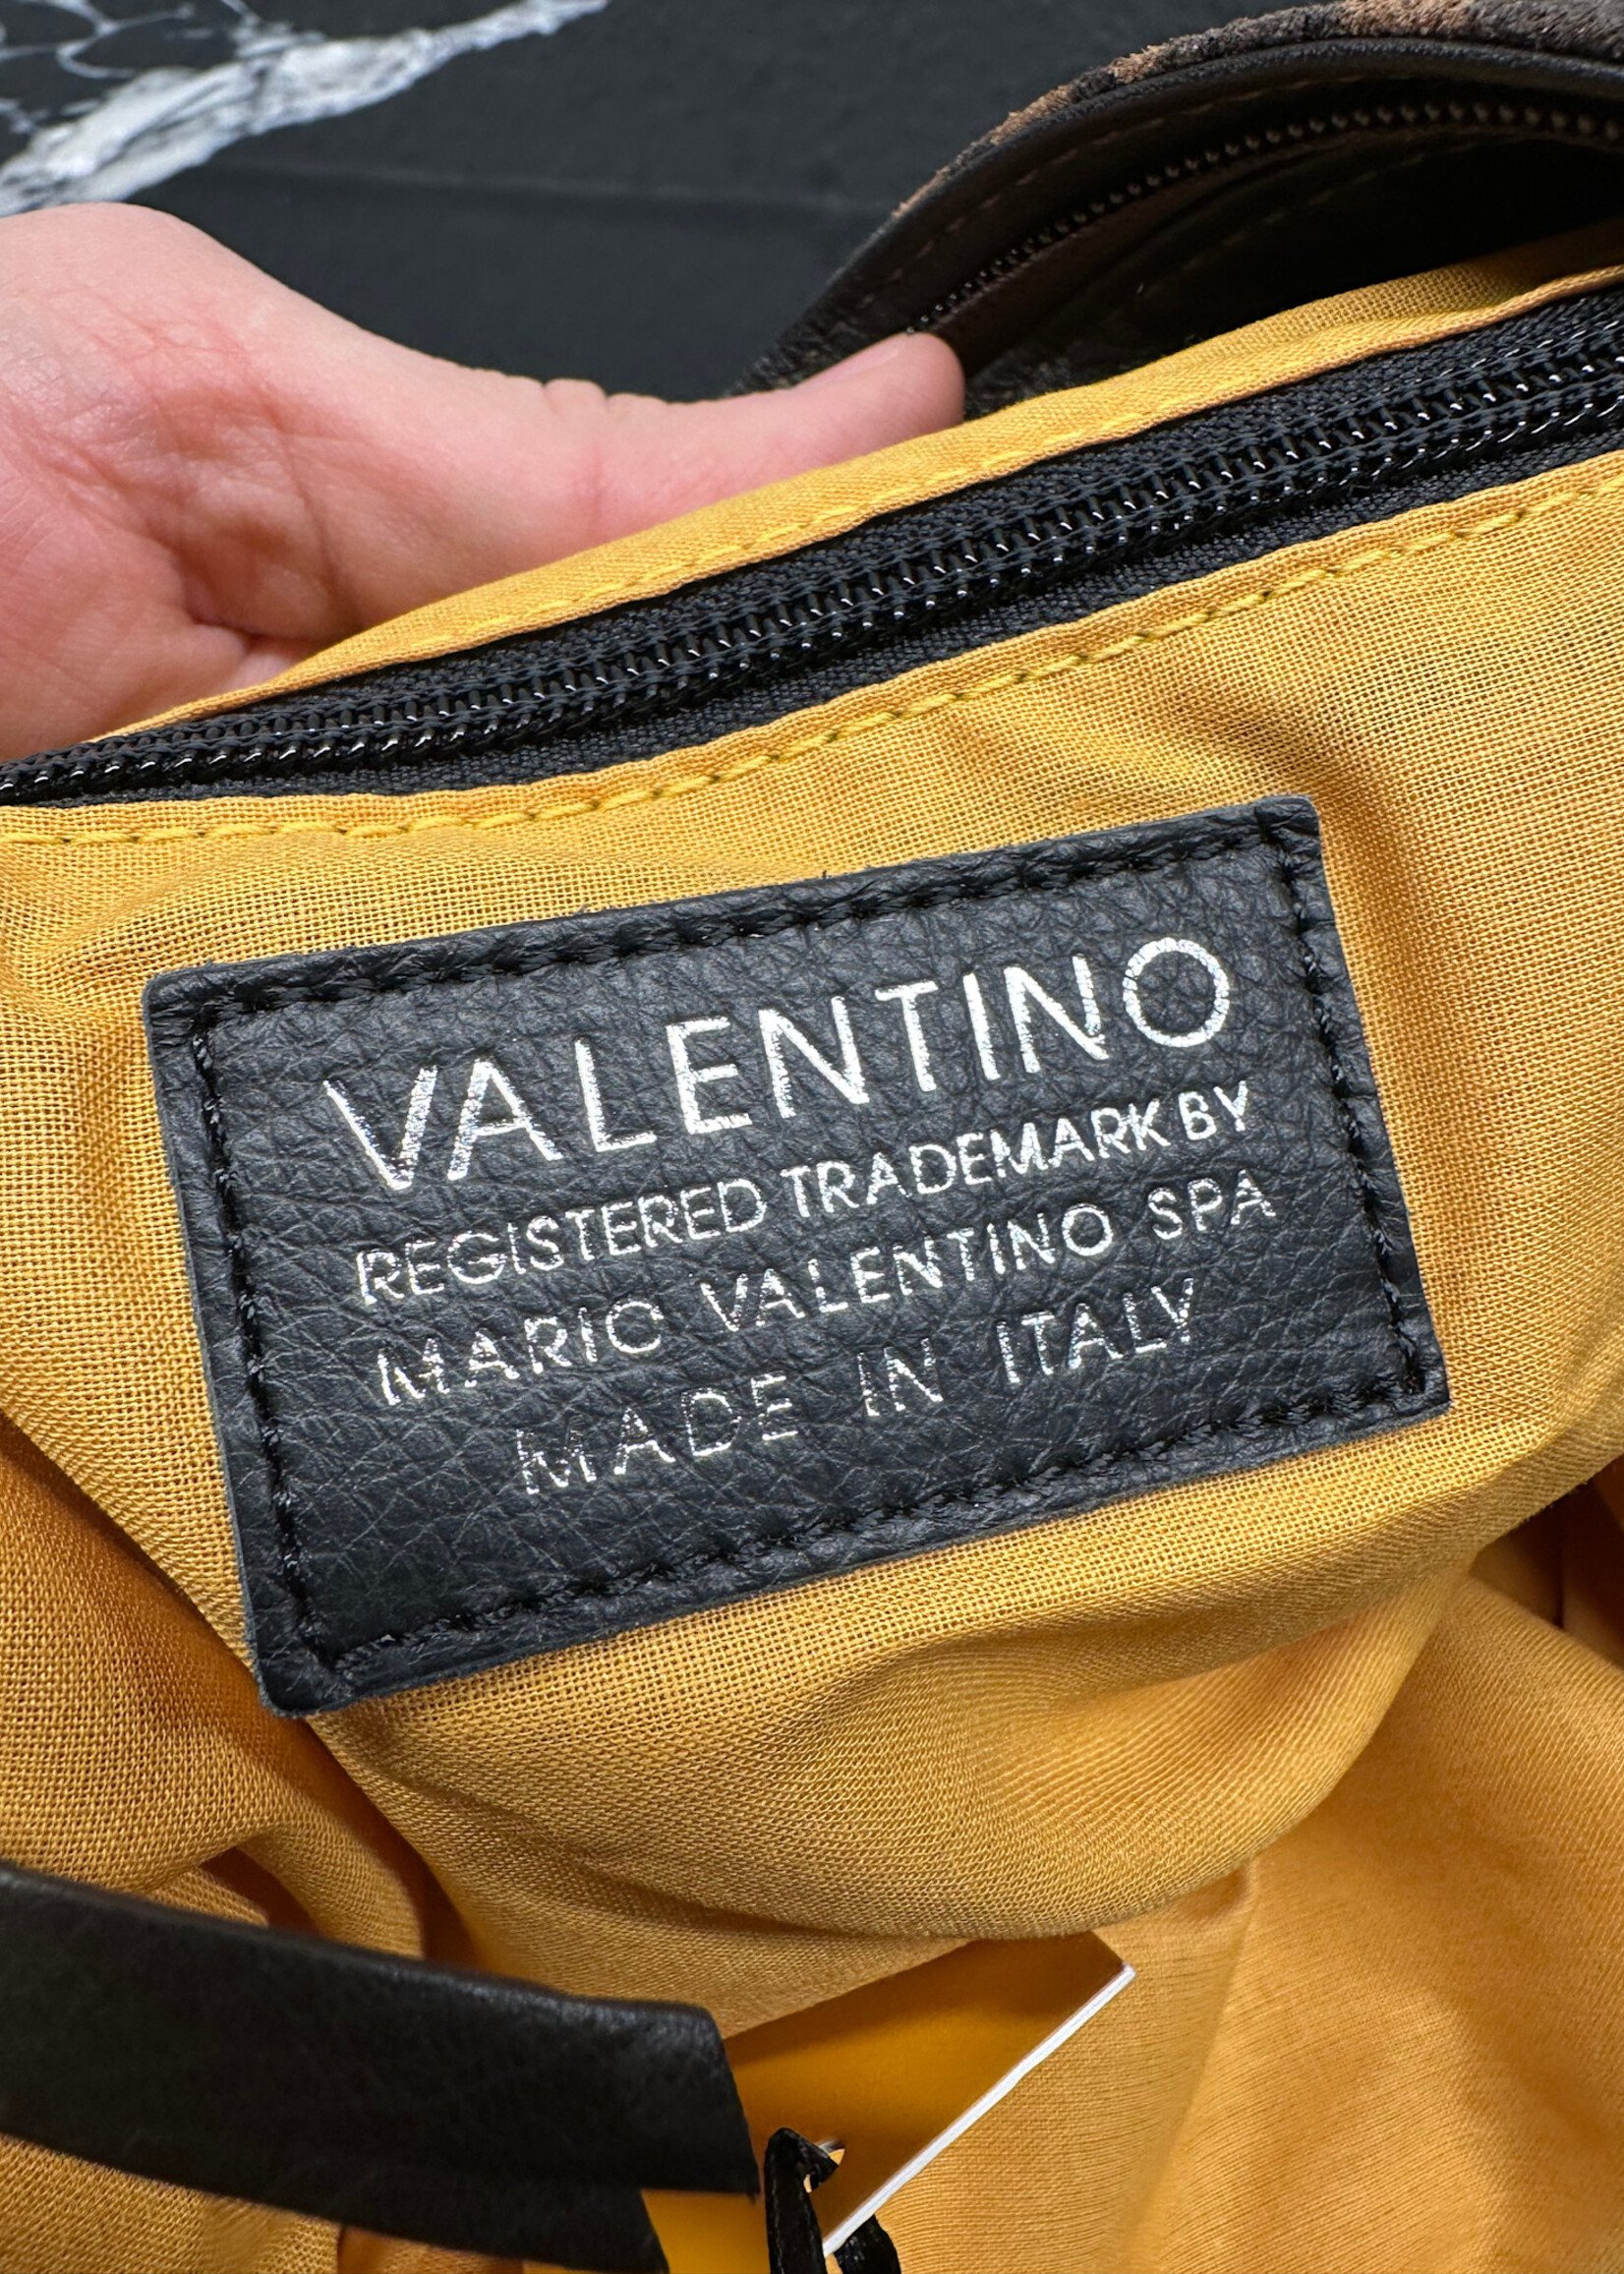 VALENTINO
REGISTERED TRADEMARK BY
MARIO VALENTINO SPA
MADE IN ITALY